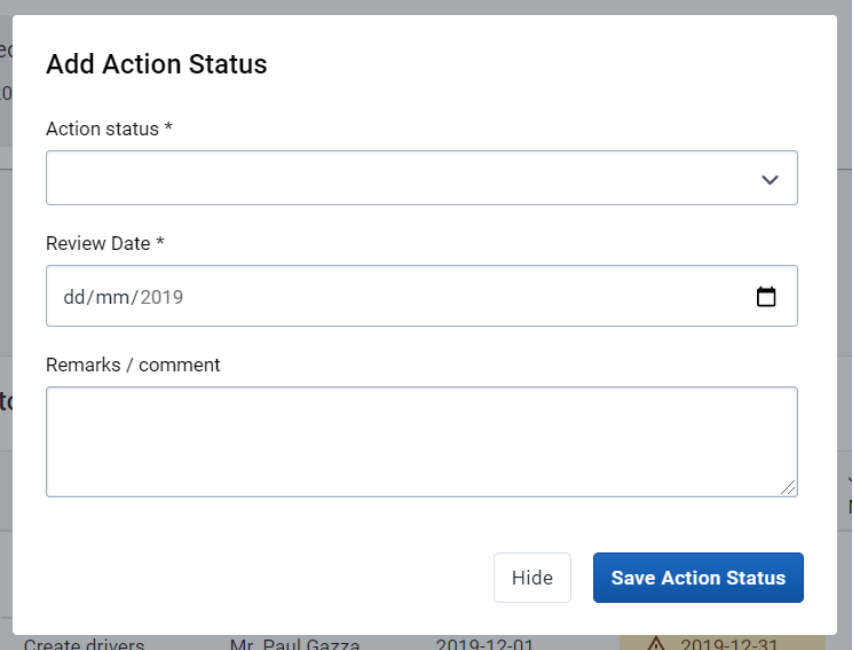 Add Action Status
Action status *
Review Date *
dd/mm/2019
Remarks / comment
Hide
Save Action Status
Create drivers Mr. Paul Gazza 2019-12-01 2019-12-31